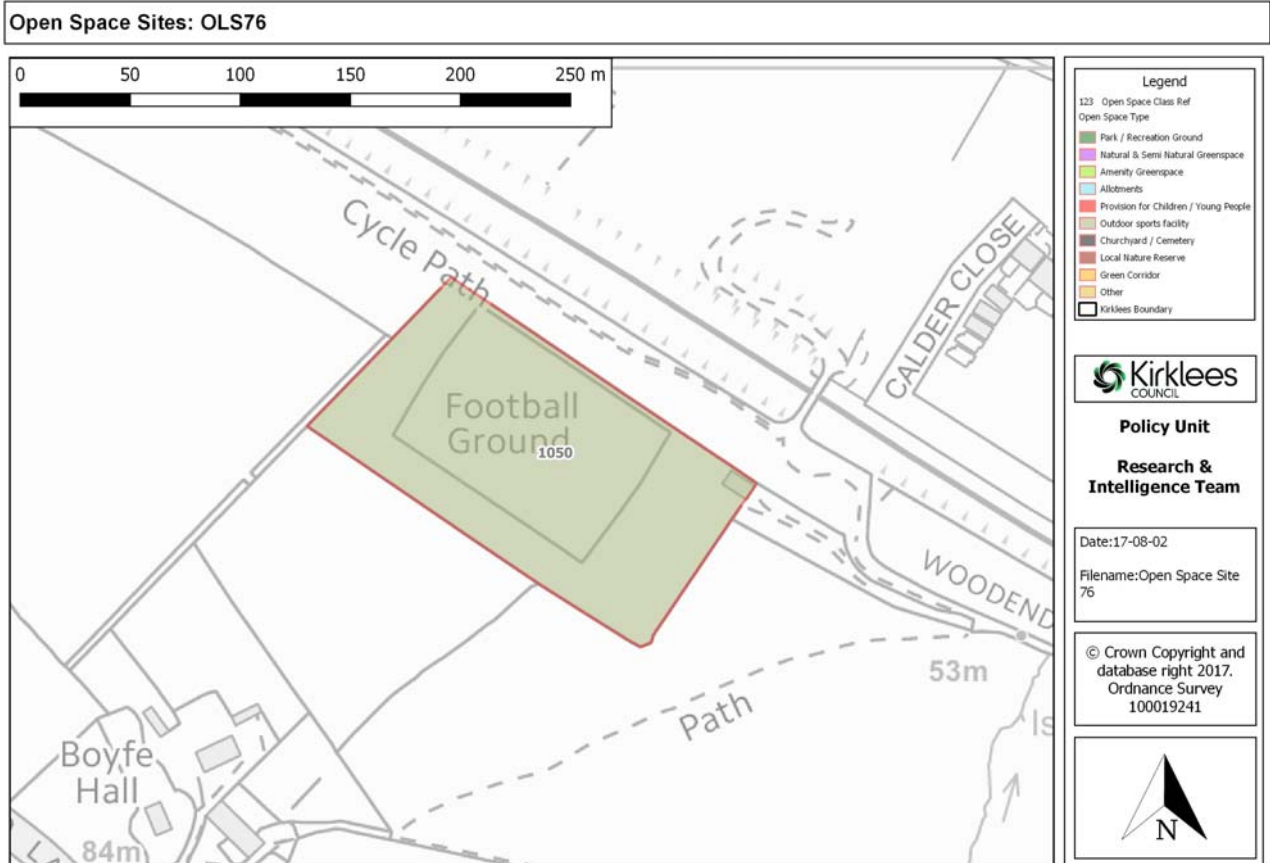 Open Space Sites: OLS76
0 50 100 150 200 250 m
Cycle Path
CALDER CLOSE
Football
Ground
1050
WOODEND
53m
Path
Is
Boyfe
Hall
84m
LA
Legend
123 Open Space Class Ref
Open Space Type
Park / Recreation Ground
Natural & Semi Natural Greenspace
Amenity Greenspace
Allotments
Provision for Children / Young People
Outdoor sports facility
Churchyard / Cemetery
Local Nature Reserve
Green Corridor
Other
Kirklees Boundary
Kirklees
COUNCIL
Policy Unit
Research &
Intelligence Team
Date:17-08-02
Filename:Open Space Site
76
© Crown Copyright and
database right 2017.
Ordnance Survey
100019241
N